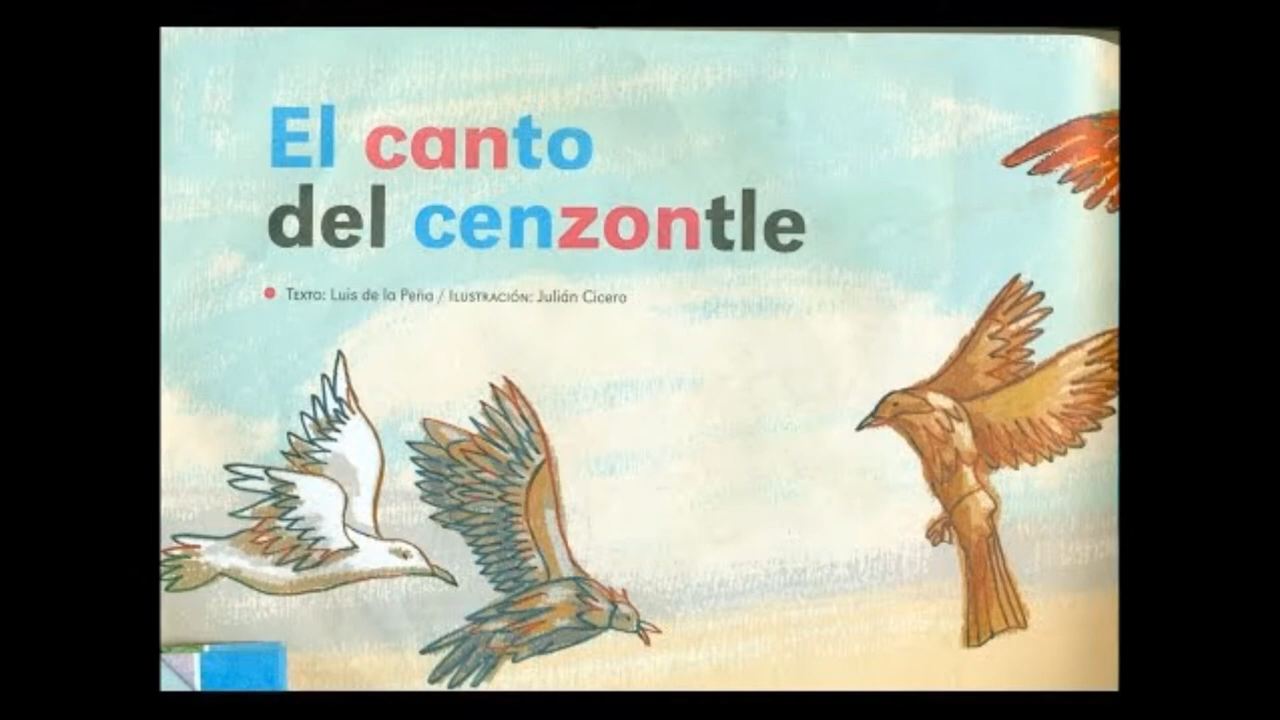 El canto
del cenzontle
Texto: Luis de la Peña / Ilustración: Julián Cicero